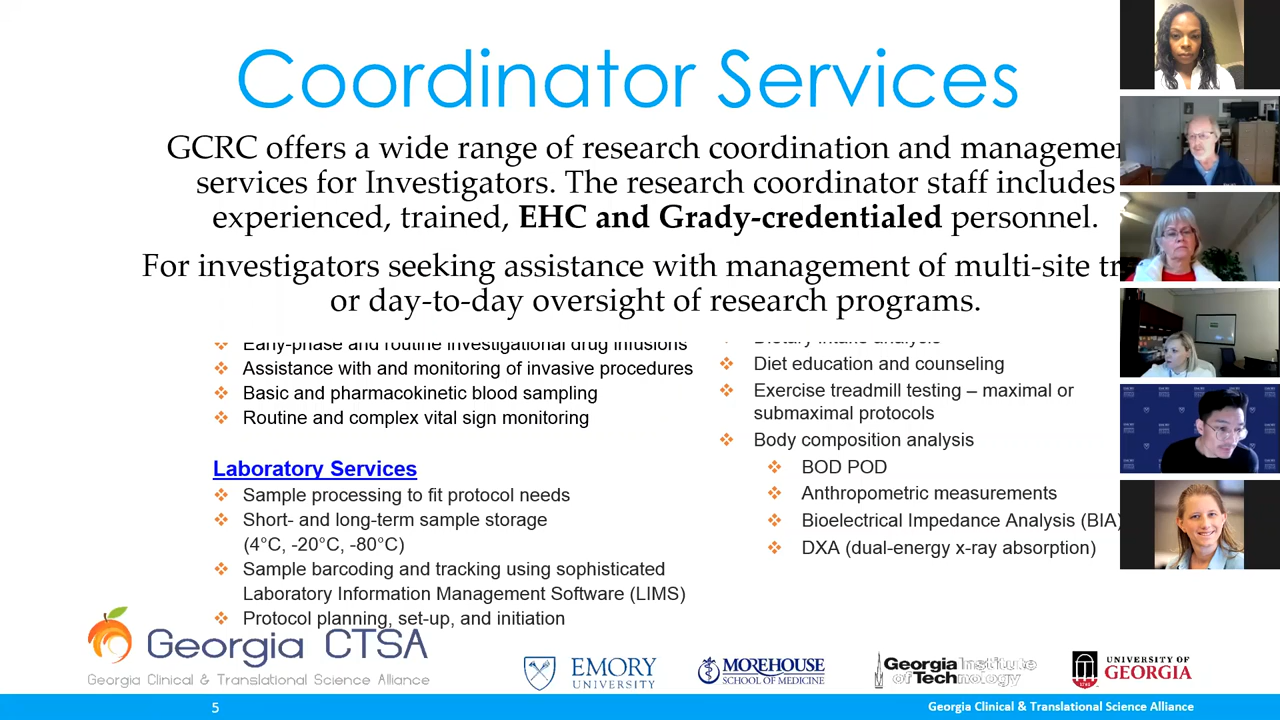 Coordinator Services
GCRC offers a wide range of research coordination and managemen
services for Investigators. The research coordinator staff includes
experienced, trained, EHC and Grady-credentialed personnel.
For investigators seeking assistance with management of multi-site tr
or day-to-day oversight of research programs.
Early-phase and routine investigational drug infusions
Assistance with and monitoring of invasive procedures
Basic and pharmacokinetic blood sampling
Routine and complex vital sign monitoring
Laboratory Services
Sample processing to fit protocol needs
Short- and long-term sample storage
(4°C, -20°C, -80°C)
Sample barcoding and tracking using sophisticated
Laboratory Information Management Software (LIMS)
Protocol planning, set-up, and initiation
Dietary intake analysis
Diet education and counseling
Exercise treadmill testing – maximal or
submaximal protocols
Body composition analysis
BOD POD
Anthropometric measurements
Bioelectrical Impedance Analysis (BIA)
DXA (dual-energy x-ray absorption)
Georgia CTSA
Georgia Clinical & Translational Science Alliance
EMORY
UNIVERSITY
MOREHOUSE
SCHOOL OF MEDICINE
Georgia Institute
of Technology
UNIVERSITY OF
GEORGIA
5
Georgia Clinical & Translational Science Alliance